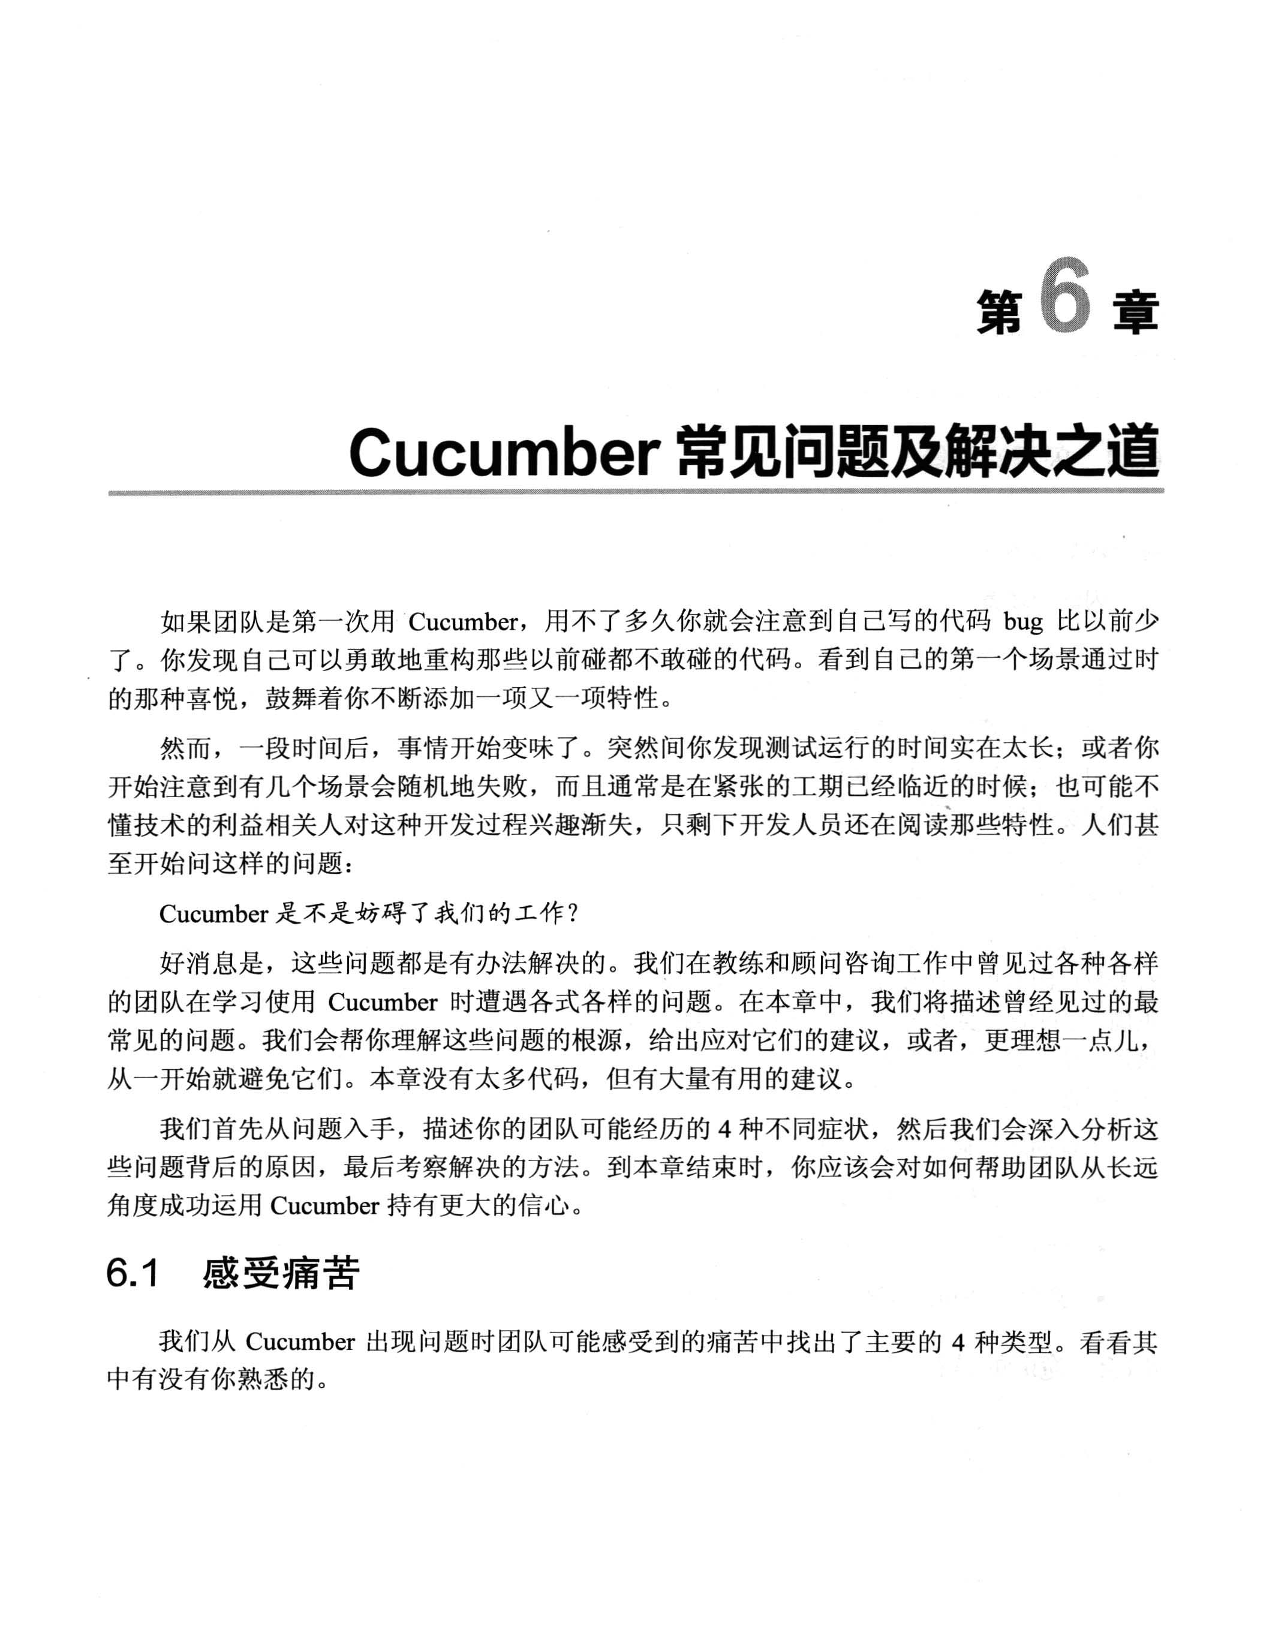 第6章
Cucumber 常见问题及解决之道
如果团队是第一次用 Cucumber，用不了多久你就会注意到自己写的代码 bug 比以前少
了。你发现自己可以勇敢地重构那些以前碰都不敢碰的代码。看到自己的第一个场景通过时
的那种喜悦，鼓舞着你不断添加一项又一项特性。
然而，一段时间后，事情开始变味了。突然间你发现测试运行的时间实在太长；或者你
开始注意到有几个场景会随机地失败，而且通常是在紧张的工期已经临近的时候；也可能不
懂技术的利益相关人对这种开发过程兴趣渐失，只剩下开发人员还在阅读那些特性。人们甚
至开始问这样的问题：
Cucumber 是不是妨碍了我们的工作？
好消息是，这些问题都是有办法解决的。我们在教练和顾问咨询工作中曾见过各种各样
的团队在学习使用 Cucumber 时遭遇各式各样的问题。在本章中，我们将描述曾经见过的最
常见的问题。我们会帮你理解这些问题的根源，给出应对它们的建议，或者，更理想一点儿，
从一开始就避免它们。本章没有太多代码，但有大量有用的建议。
我们首先从问题入手，描述你的团队可能经历的 4 种不同症状，然后我们会深入分析这
些问题背后的原因，最后考察解决的方法。到本章结束时，你应该会对如何帮助团队从长远
角度成功运用 Cucumber 持有更大的信心。
6.1 感受痛苦
我们从 Cucumber 出现问题时团队可能感受到的痛苦中找出了主要的 4 种类型。看看其
中有没有你熟悉的。